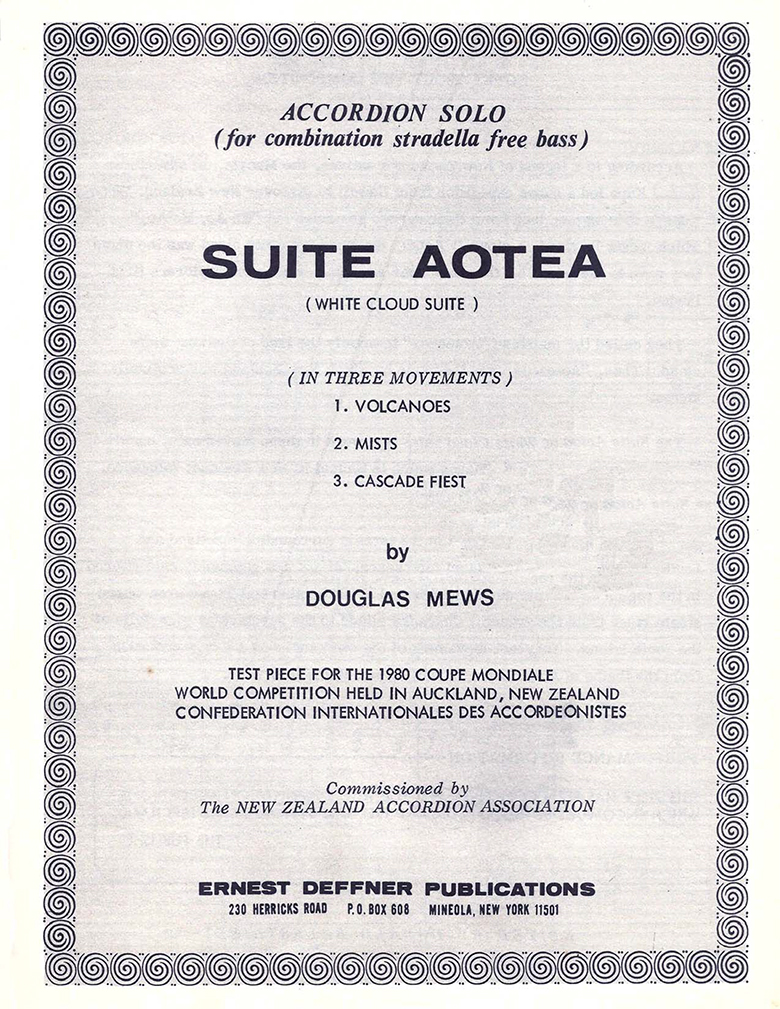 ACCORDION SOLO
(for combination stradella free bass)
SUITE AOTEA
( WHITE CLOUD SUITE )
( IN THREE MOVEMENTS )
1. VOLCANOES
2. MISTS
3. CASCADE FIEST
by
DOUGLAS MEWS
TEST PIECE FOR THE 1980 COUPE MONDIALE
WORLD COMPETITION HELD IN AUCKLAND, NEW ZEALAND
CONFEDERATION INTERNATIONALES DES ACCORDEONISTES
Commissioned by
The NEW ZEALAND ACCORDION ASSOCIATION
ERNEST DEFFNER PUBLICATIONS
230 HERRICKS ROAD P.O. BOX 608 MINEOLA, NEW YORK 11501